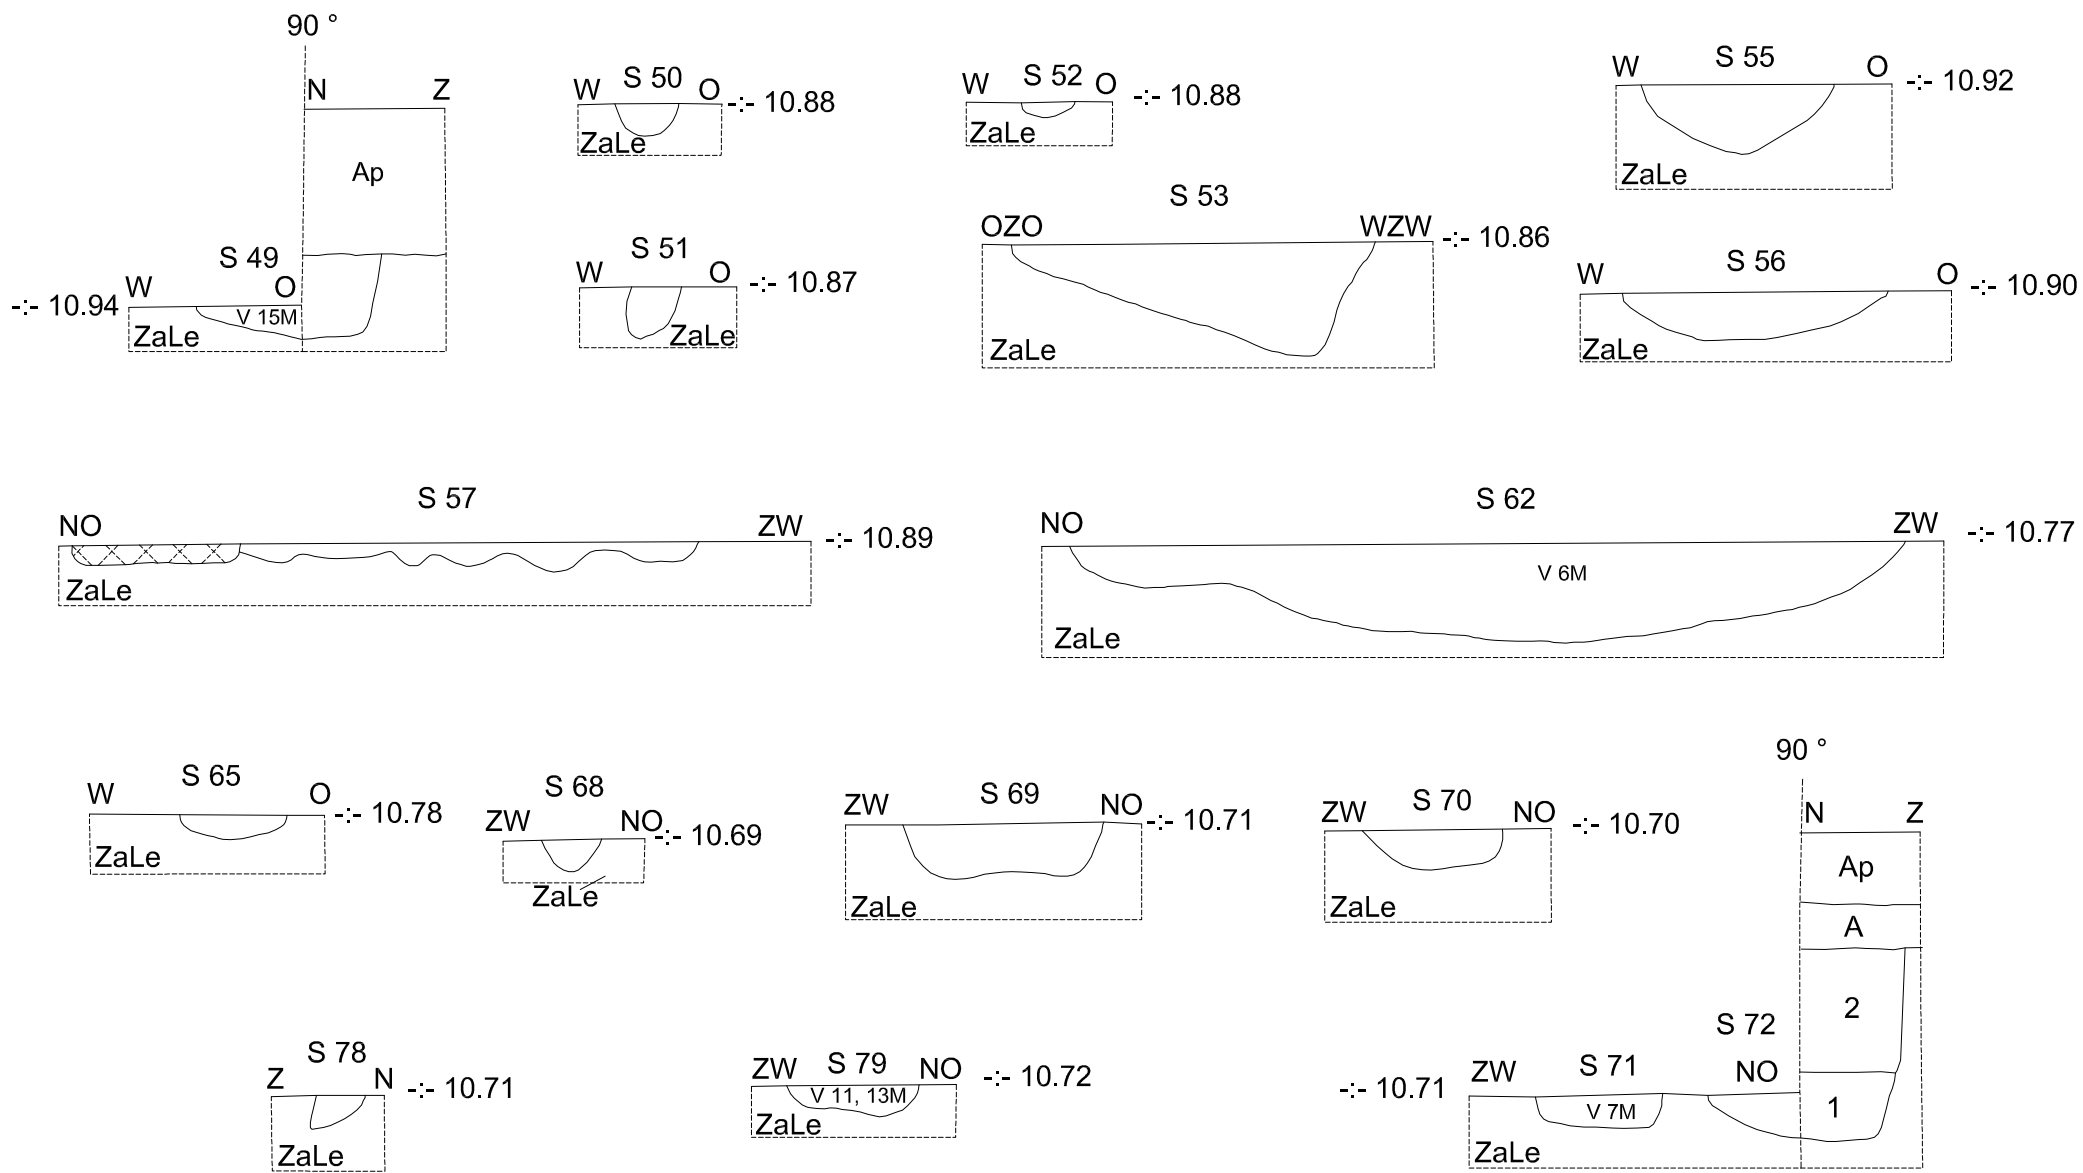 90 °
N Z
Ap
S 49
W O
-:- 10.94
V 15M
ZaLe
S 50
W O -:- 10.88
ZaLe
S 51
W O -:- 10.87
ZaLe
S 52
W O -:- 10.88
ZaLe
S 53
OZO WZW -:- 10.86
ZaLe
S 55
W O -:- 10.92
ZaLe
S 56
W O -:- 10.90
ZaLe
S 57
NO ZW -:- 10.89
ZaLe
S 62
NO ZW -:- 10.77
V 6M
ZaLe
S 65
W O -:- 10.78
ZaLe
S 68
ZW NO -:- 10.69
ZaLe
S 69
ZW NO -:- 10.71
ZaLe
S 70
ZW NO -:- 10.70
ZaLe
90 °
N Z
Ap
A
2
1
S 72
S 71
-:- 10.71 ZW NO
V 7M
ZaLe
S 78
Z N -:- 10.71
ZaLe
S 79
ZW NO -:- 10.72
V 11, 13M
ZaLe